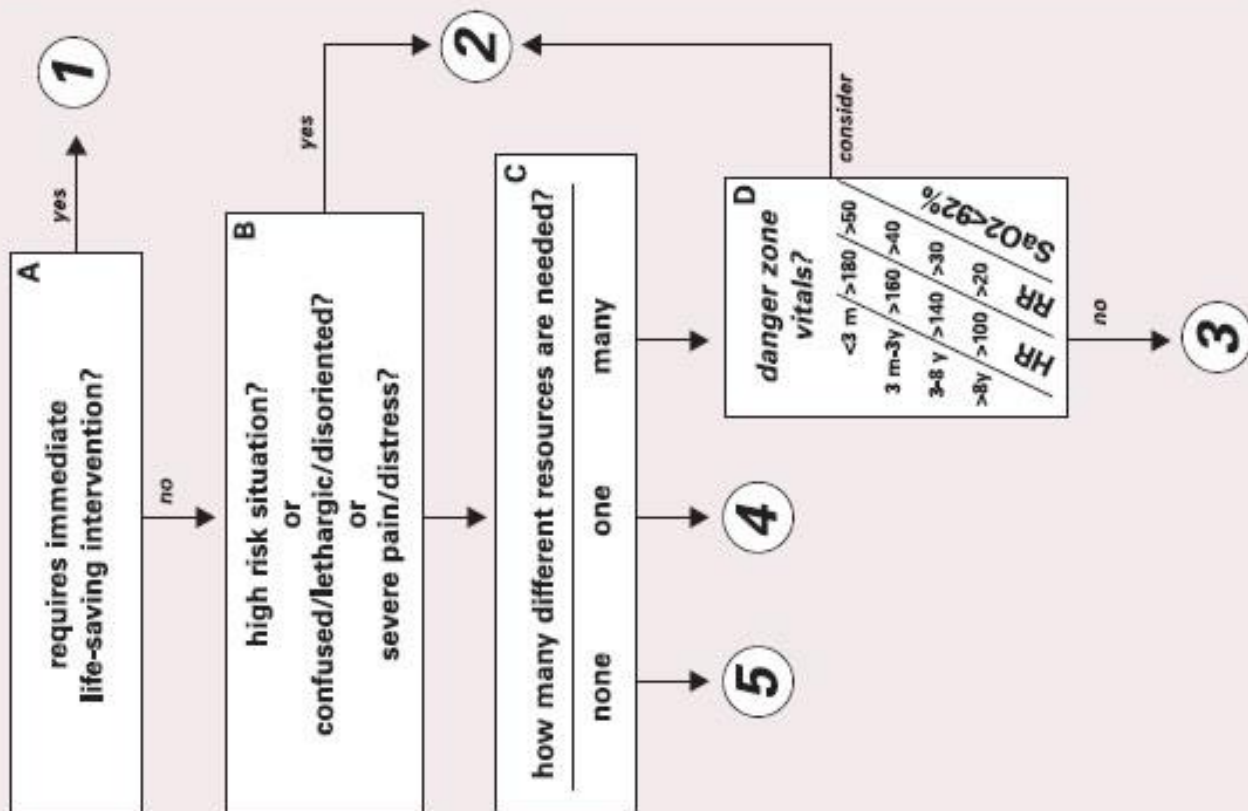 A
requires immediate
life-saving intervention?
yes
1
no
B
high risk situation?
or
confused/lethargic/disoriented?
or
severe pain/distress?
yes
2
C
how many different resources are needed?
none one many
5
4
D
danger zone
vitals?
<3 m >180 >50
3 m-3y >160 >40
3-8 y >140 >30
>8y >100 >20
HR RR SaO2<92%
consider
no
3